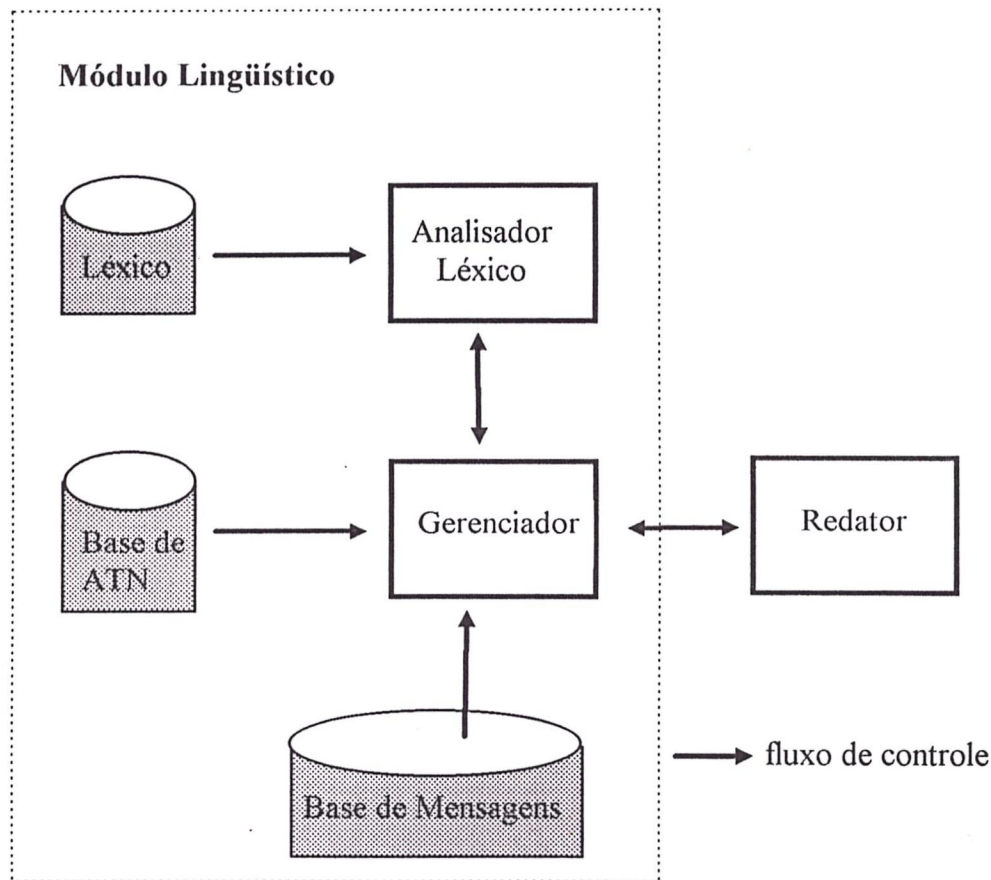 Módulo Lingüístico
Lexico
Analisador
Léxico
Base de
ATN
Gerenciador
Redator
fluxo de controle
Base de Mensagens